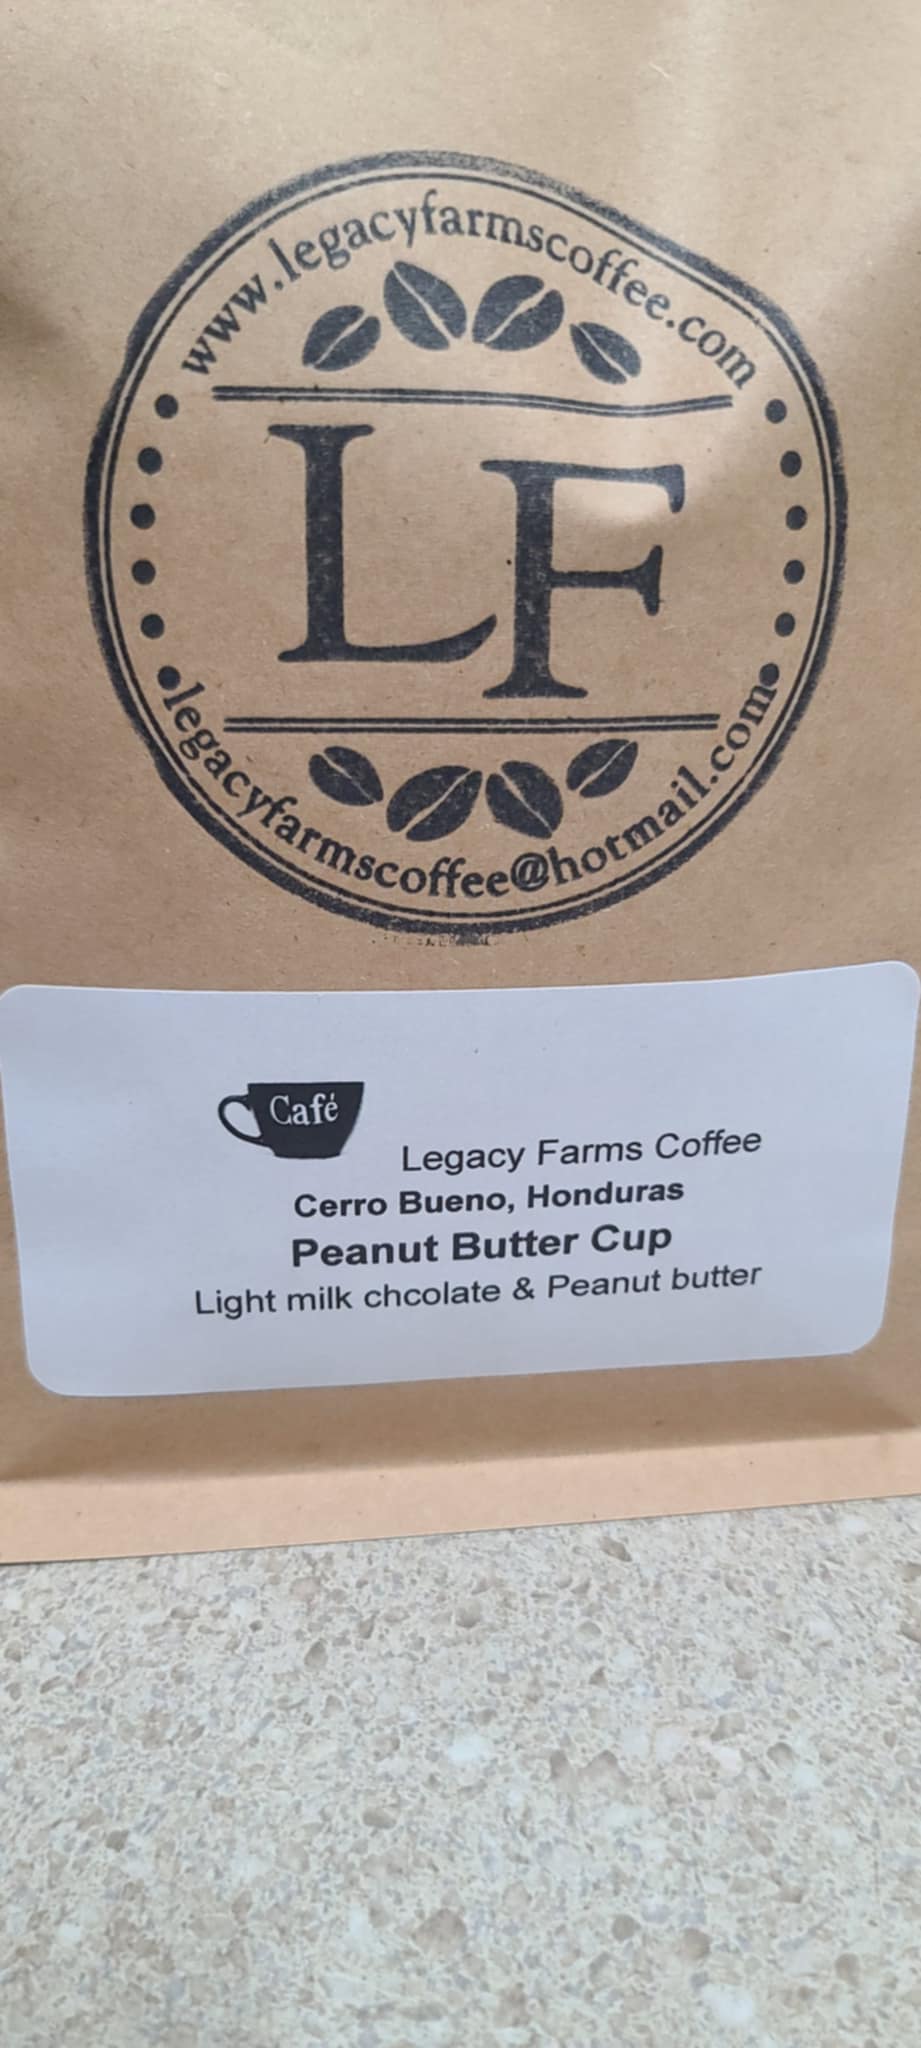 www.legacyfarmscoffee.com
LF
legacyfarmscoffee@hotmail.com
Café
Legacy Farms Coffee
Cerro Bueno, Honduras
Peanut Butter Cup
Light milk chcolate & Peanut butter